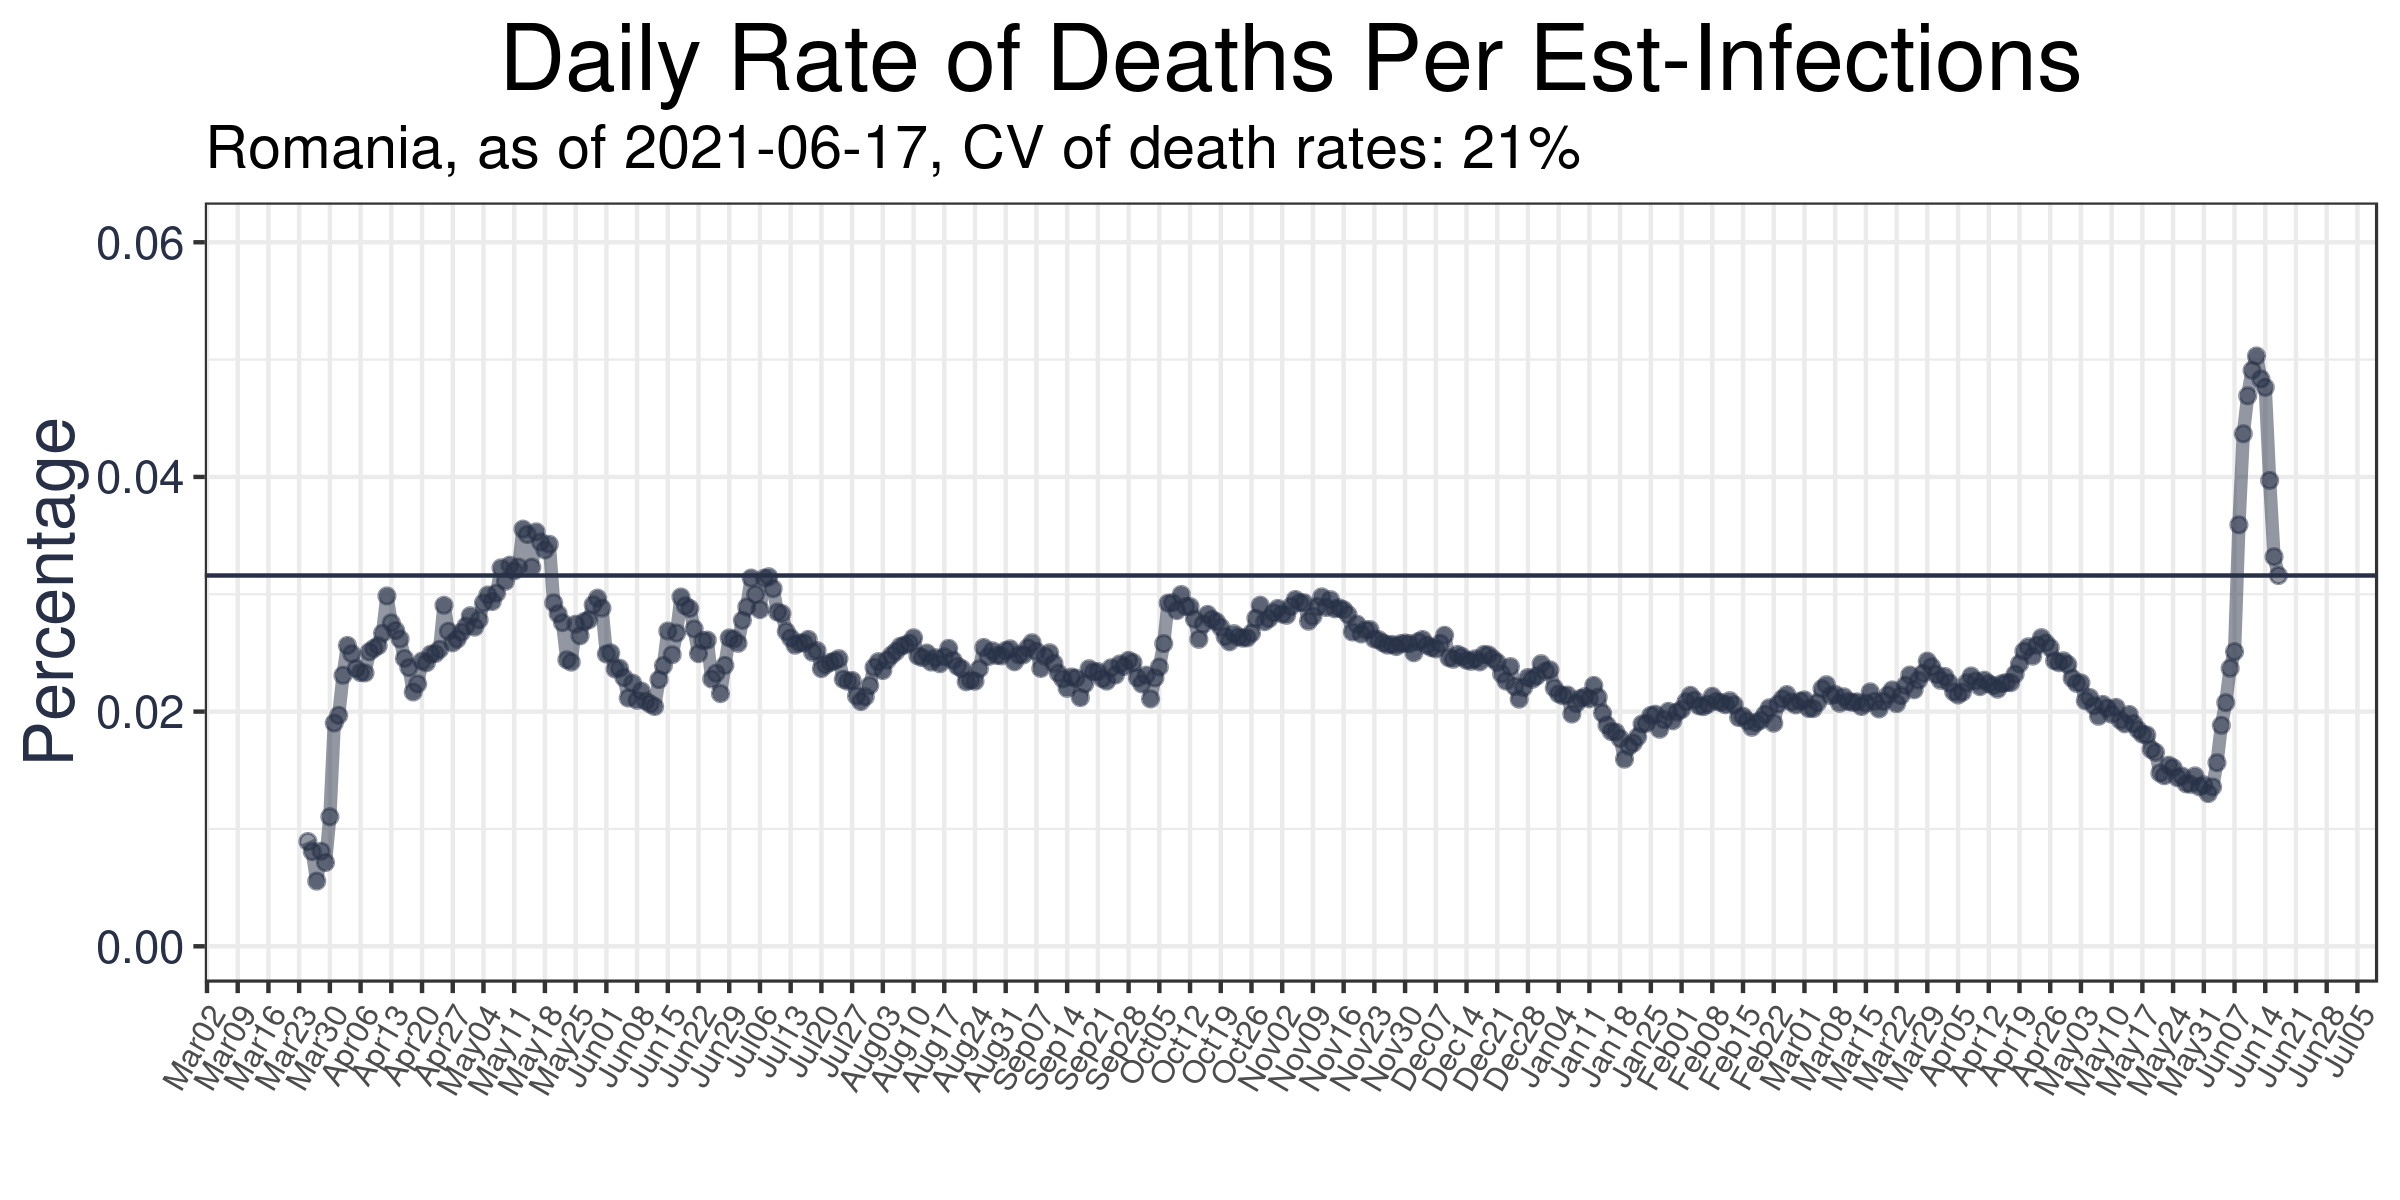 Daily Rate of Deaths Per Est-Infections
Romania, as of 2021-06-17, CV of death rates: 21%
Percentage
0.06
0.04
0.02
0.00
Mar02
Mar09
Mar16
Mar23
Mar30
Apr06
Apr13
Apr20
Apr27
May04
May11
May18
May25
Jun01
Jun08
Jun15
Jun22
Jun29
Jul06
Jul13
Jul20
Jul27
Aug03
Aug10
Aug17
Aug24
Aug31
Sep07
Sep14
Sep21
Sep28
Oct05
Oct12
Oct19
Oct26
Nov02
Nov09
Nov16
Nov23
Nov30
Dec07
Dec14
Dec21
Dec28
Jan04
Jan11
Jan18
Jan25
Feb01
Feb08
Feb15
Feb22
Mar01
Mar08
Mar15
Mar22
Mar29
Apr05
Apr12
Apr19
Apr26
May03
May10
May17
May24
May31
Jun07
Jun14
Jun21
Jun28
Jul05